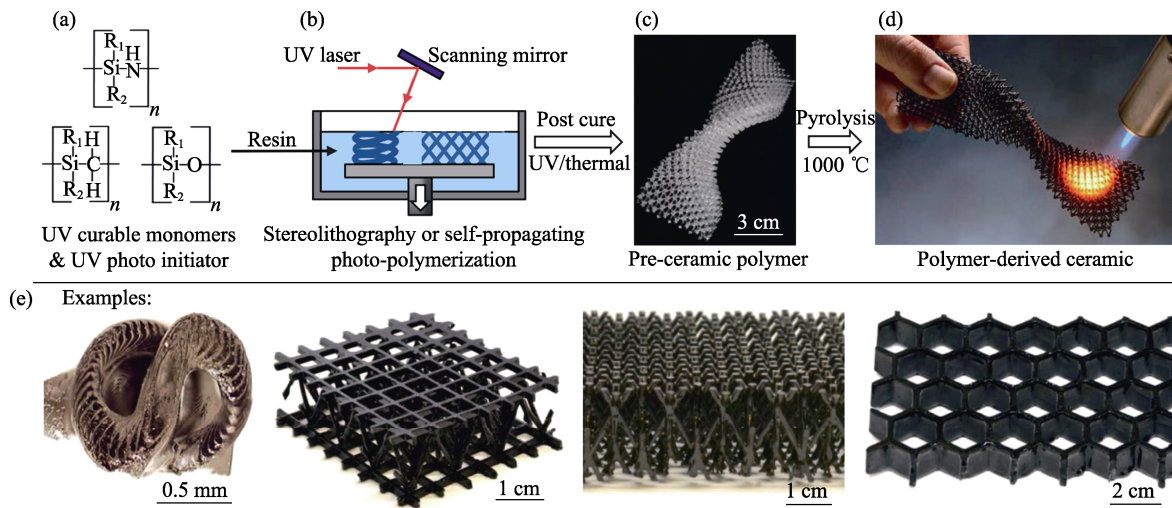 (a)
R1
H
Si
N
R2
n
R1
H
Si
C
R2
H
n
R1
Si
O
R2
n
UV curable monomers
& UV photo initiator
(b)
UV laser
Scanning mirror
Resin
Stereolithography or self-propagating
photo-polymerization
Post cure
UV/thermal
(c)
3 cm
Pre-ceramic polymer
Pyrolysis
1000 ℃
(d)
Polymer-derived ceramic
(e)
Examples:
0.5 mm
1 cm
1 cm
2 cm